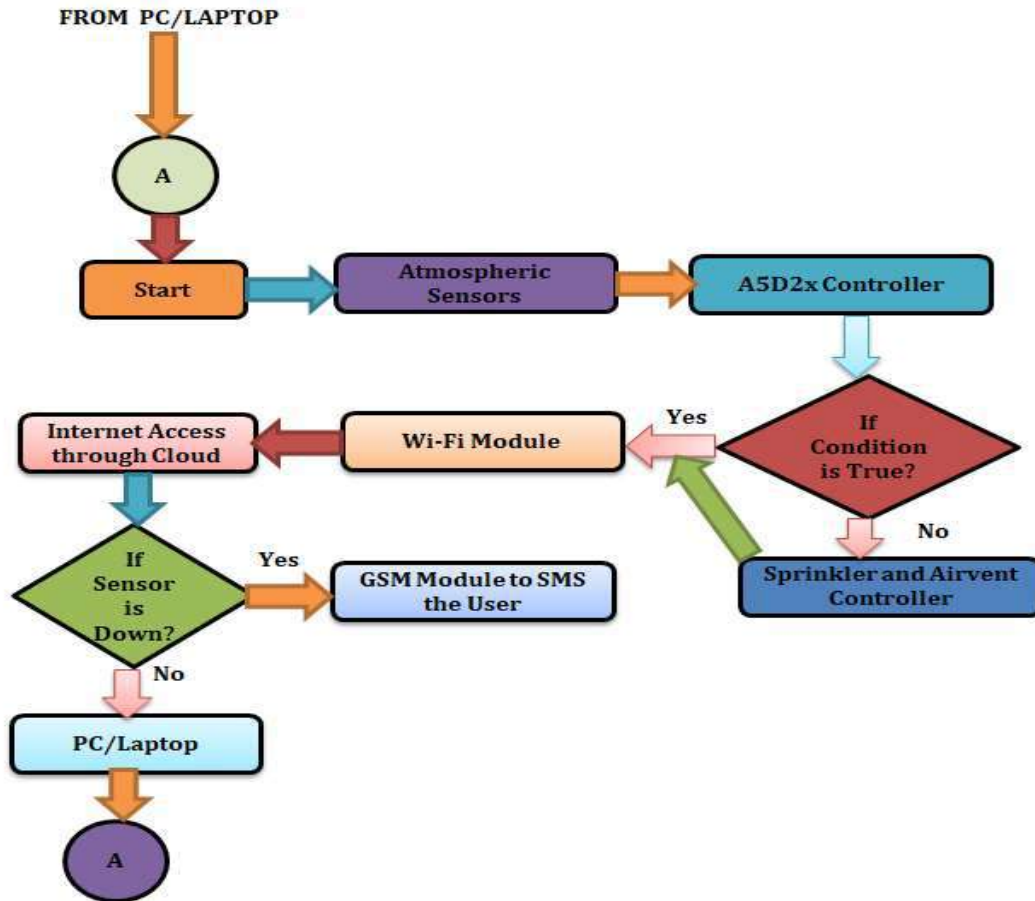 FROM PC/LAPTOP
A
Start
Atmospheric
Sensors
A5D2x Controller
If
Condition
is True?
Yes
No
Sprinkler and Airvent
Controller
Wi-Fi Module
Internet Access
through Cloud
If
Sensor
is
Down?
Yes
GSM Module to SMS
the User
No
PC/Laptop
A